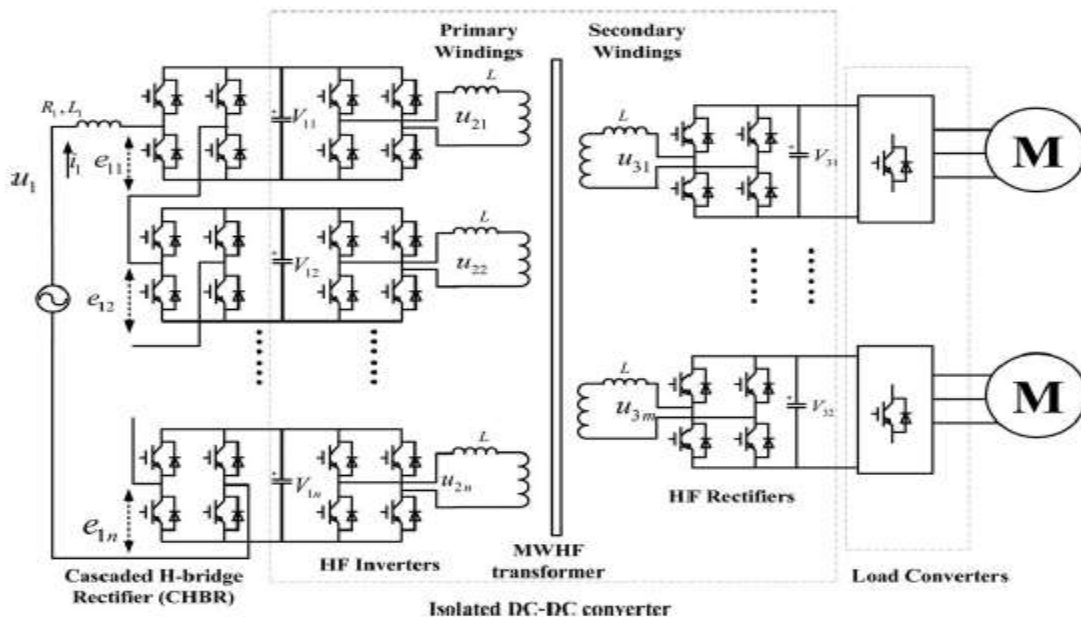 Primary Windings
Secondary Windings
R₁, L₁
u₁
i₁
e₁₁
V₁₁
L
u₂₁
L
u₃₁
V₃₁
M
e₁₂
V₁₂
L
u₂₂
L
u₃ₘ
V₃₂
M
e₁ₙ
V₁ₙ
L
u₂ₙ
HF Rectifiers
Cascaded H-bridge
Rectifier (CHBR)
HF Inverters
MWHF
transformer
Load Converters
Isolated DC-DC converter